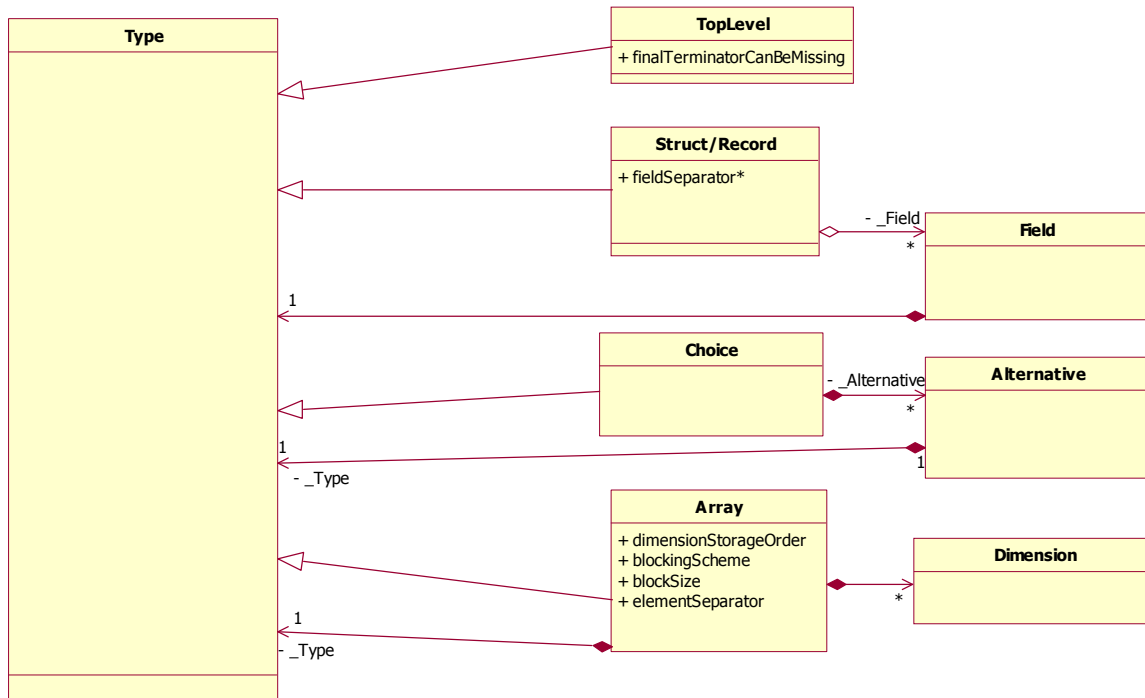 Type
TopLevel
+ finalTerminatorCanBeMissing
Struct/Record
+ fieldSeparator*
- _Field
*
Field
1
Choice
- _Alternative
*
Alternative
1
- _Type
1
Array
+ dimensionStorageOrder
+ blockingScheme
+ blockSize
+ elementSeparator
*
Dimension
1
- _Type